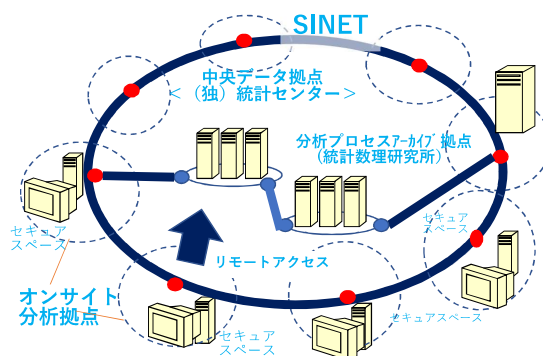 SINET
中央データ拠点
＜（独）統計センター＞
分析プロセスアーカイブ拠点
(統計数理研究所)
セキュア
スペース
セキュア
スペース
リモートアクセス
オンサイト
分析拠点
セキュア
スペース
セキュアスペース